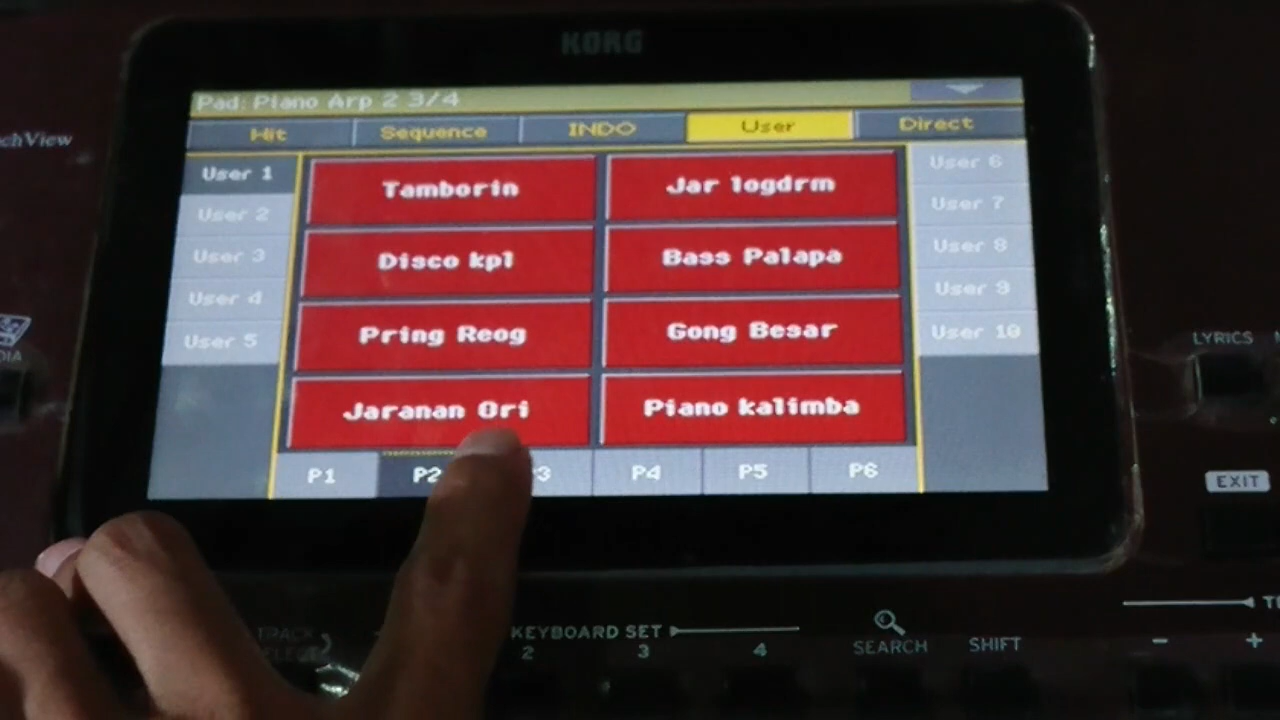 KORG
Pad: Piano Arp 2 3/4
Hit Sequence INDO User Direct
User 1 Tamborin Jar logdrm User 6
User 2 User 7
User 3 Disco kpl Bass Palapa User 8
User 4 Pring Reog Gong Besar User 9
User 5 User 10
Jaranan Ori Piano kalimba
P1 P2 P4 P5 P6
LYRICS
EXIT
KEYBOARD SET
2 3 4
SEARCH SHIFT
- +